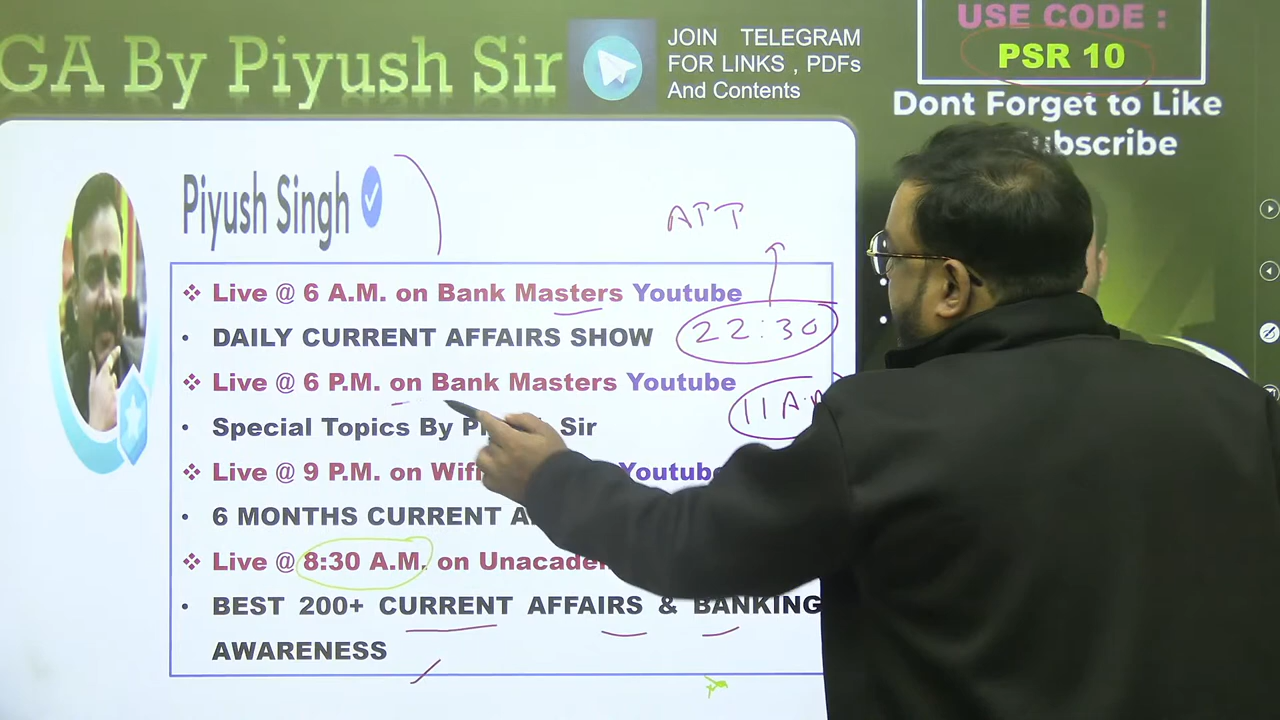 GA By Piyush Sir
JOIN TELEGRAM
FOR LINKS , PDFs
And Contents
USE CODE :
PSR 10
Dont Forget to Like
ubscribe
Piyush Singh
Live @ 6 A.M. on Bank Masters Youtube
DAILY CURRENT AFFAIRS SHOW
22:30
Live @ 6 P.M. on Bank Masters Youtube
11 A.M
Special Topics By Sir
Live @ 9 P.M. on Wifi Youtube
6 MONTHS CURRENT
Live @ 8:30 A.M. on
BEST 200+ CURRENT AFFAIRS & BANKING
AWARENESS